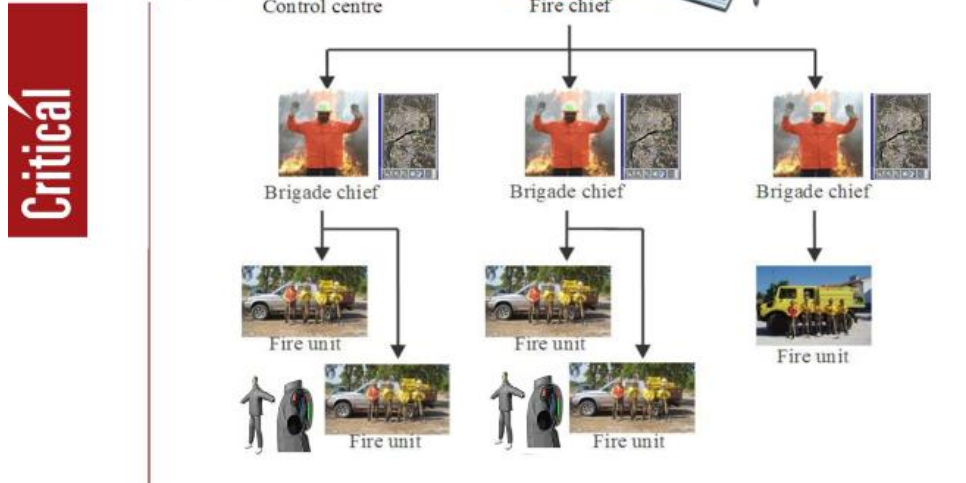 Control centre
Fire chief
Critical
Brigade chief
Brigade chief
Brigade chief
Fire unit
Fire unit
Fire unit
Fire unit
Fire unit